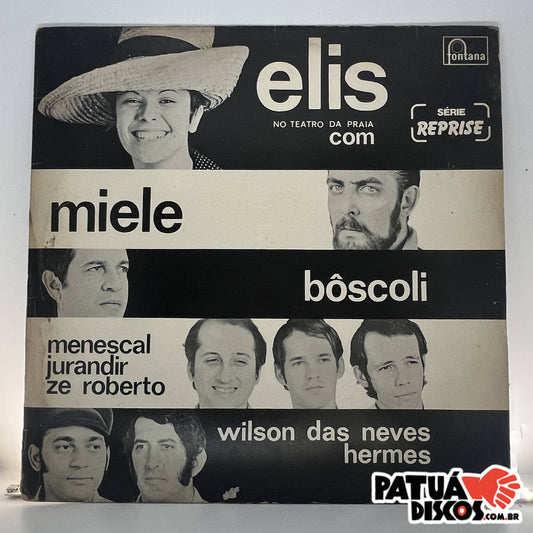 elis
NO TEATRO DA PRAIA
com
fontana
SÉRIE
REPRISE
miele
bôscoli
menescal
jurandir
ze roberto
wilson das neves
hermes
PATUÁ
DISCOS.COM.BR